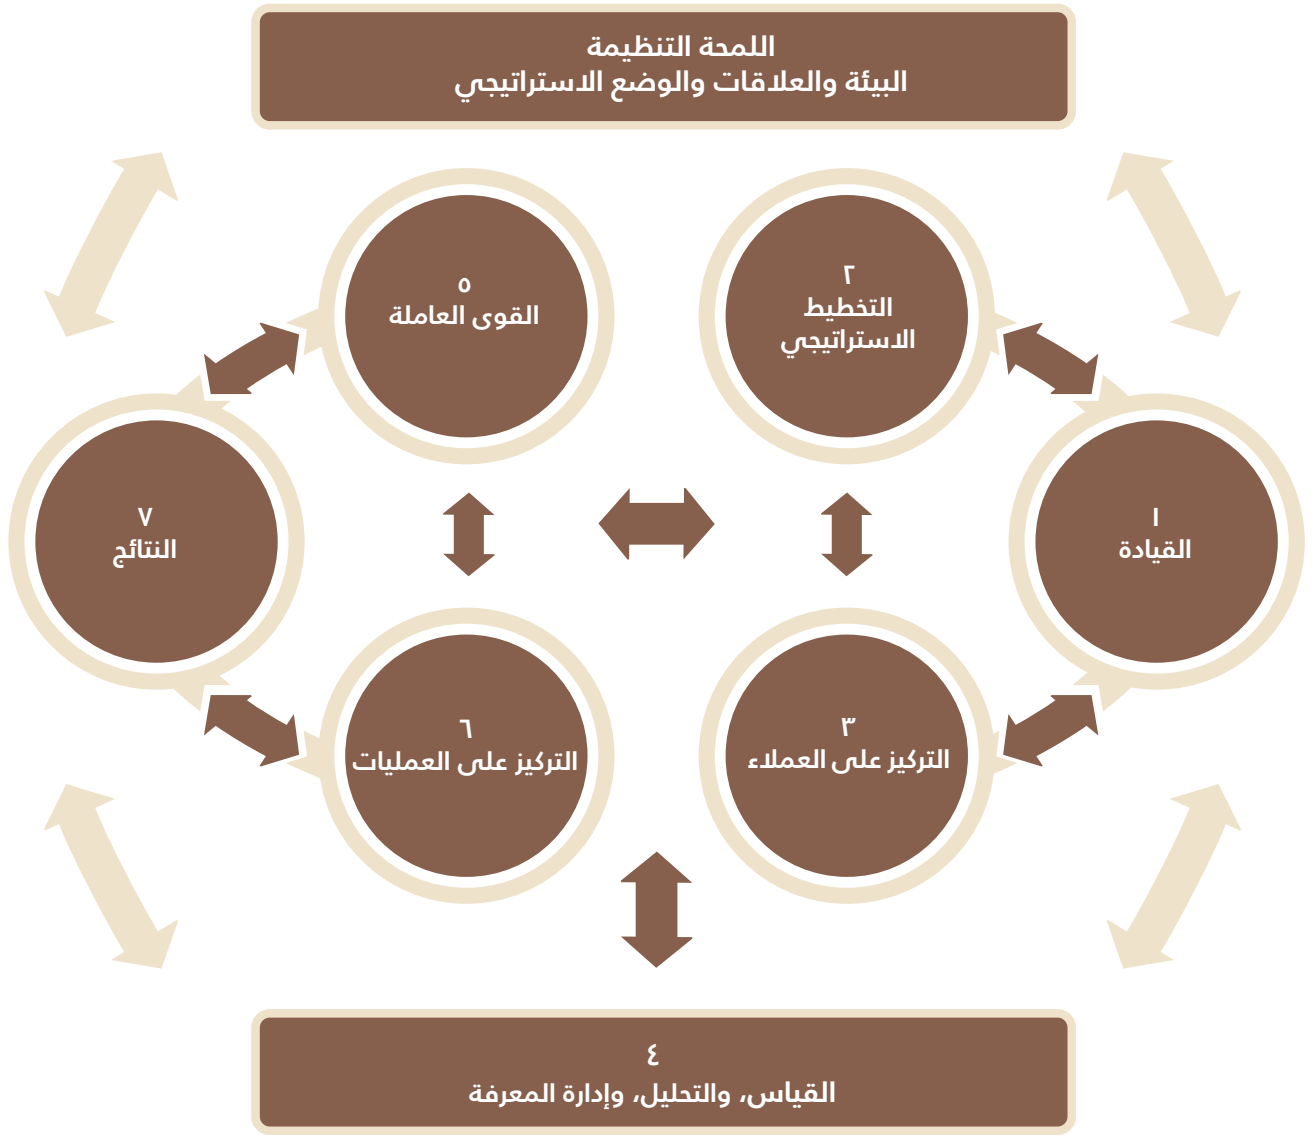 اللمحة التنظيمة
البيئة والعلاقات والوضع الاستراتيجي
١
القيادة
٢
التخطيط
الاستراتيجي
٣
التركيز على العملاء
٥
القوى العاملة
٦
التركيز على العمليات
٧
النتائج
٤
القياس، والتحليل، وإدارة المعرفة